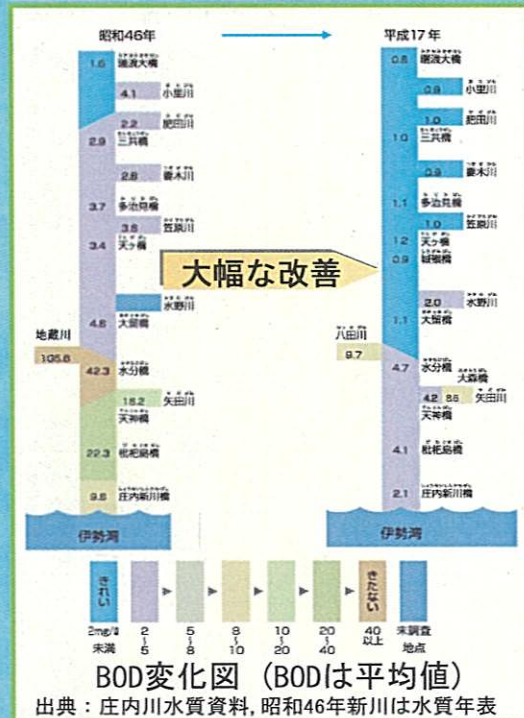 昭和46年
平成17年
1.6 瑞浪大橋
4.1 小里川
2.2 肥田川
2.9 三共橋
2.8 妻木川
3.7 多治見橋
3.8 笠原川
3.4 天ヶ橋
水野川
4.8 大留橋
地蔵川
105.6
42.3 水分橋
18.2 矢田川
天神橋
22.3 枇杷島橋
9.8 庄内新川橋
伊勢湾
大幅な改善
0.8 瑞浪大橋
0.9 小里川
1.0 肥田川
1.0 三共橋
0.9 妻木川
1.1 多治見橋
1.0 笠原川
1.2 天ヶ橋
0.9 城嶺橋
2.0 水野川
1.1 大留橋
八田川
9.7
4.7 水分橋
大森橋
4.2 8.6 矢田川
天神橋
4.1 枇杷島橋
2.1 庄内新川橋
伊勢湾
きれい
きたない
2mg/ℓ未満
2~5
5~8
8~10
10~20
20~40
40以上
未調査地点
BOD変化図 (BODは平均値)
出典:庄内川水質資料,昭和46年新川は水質年表